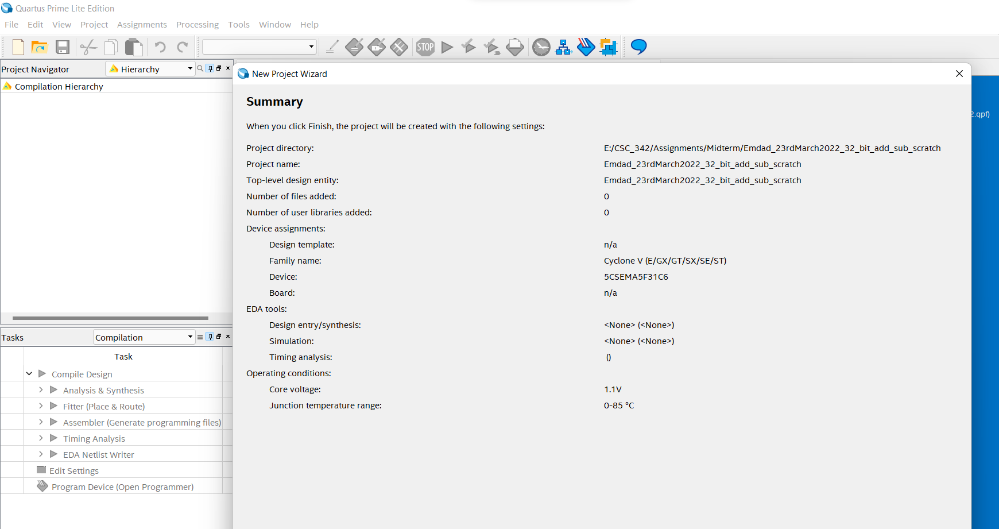 Quartus Prime Lite Edition
File Edit View Project Assignments Processing Tools Window Help
STOP
Project Navigator Hierarchy
Compilation Hierarchy
Tasks Compilation
Task
Compile Design
Analysis & Synthesis
Fitter (Place & Route)
Assembler (Generate programming files)
Timing Analysis
EDA Netlist Writer
Edit Settings
Program Device (Open Programmer)
New Project Wizard
Summary
When you click Finish, the project will be created with the following settings:
Project directory: E:/CSC_342/Assignments/Midterm/Emdad_23rdMarch2022_32_bit_add_sub_scratch
Project name: Emdad_23rdMarch2022_32_bit_add_sub_scratch
Top-level design entity: Emdad_23rdMarch2022_32_bit_add_sub_scratch
Number of files added: 0
Number of user libraries added: 0
Device assignments:
Design template: n/a
Family name: Cyclone V (E/GX/GT/SX/SE/ST)
Device: 5CSEMA5F31C6
Board: n/a
EDA tools:
Design entry/synthesis: <None> (<None>)
Simulation: <None> (<None>)
Timing analysis: ()
Operating conditions:
Core voltage: 1.1V
Junction temperature range: 0-85 °C
2.qpf)